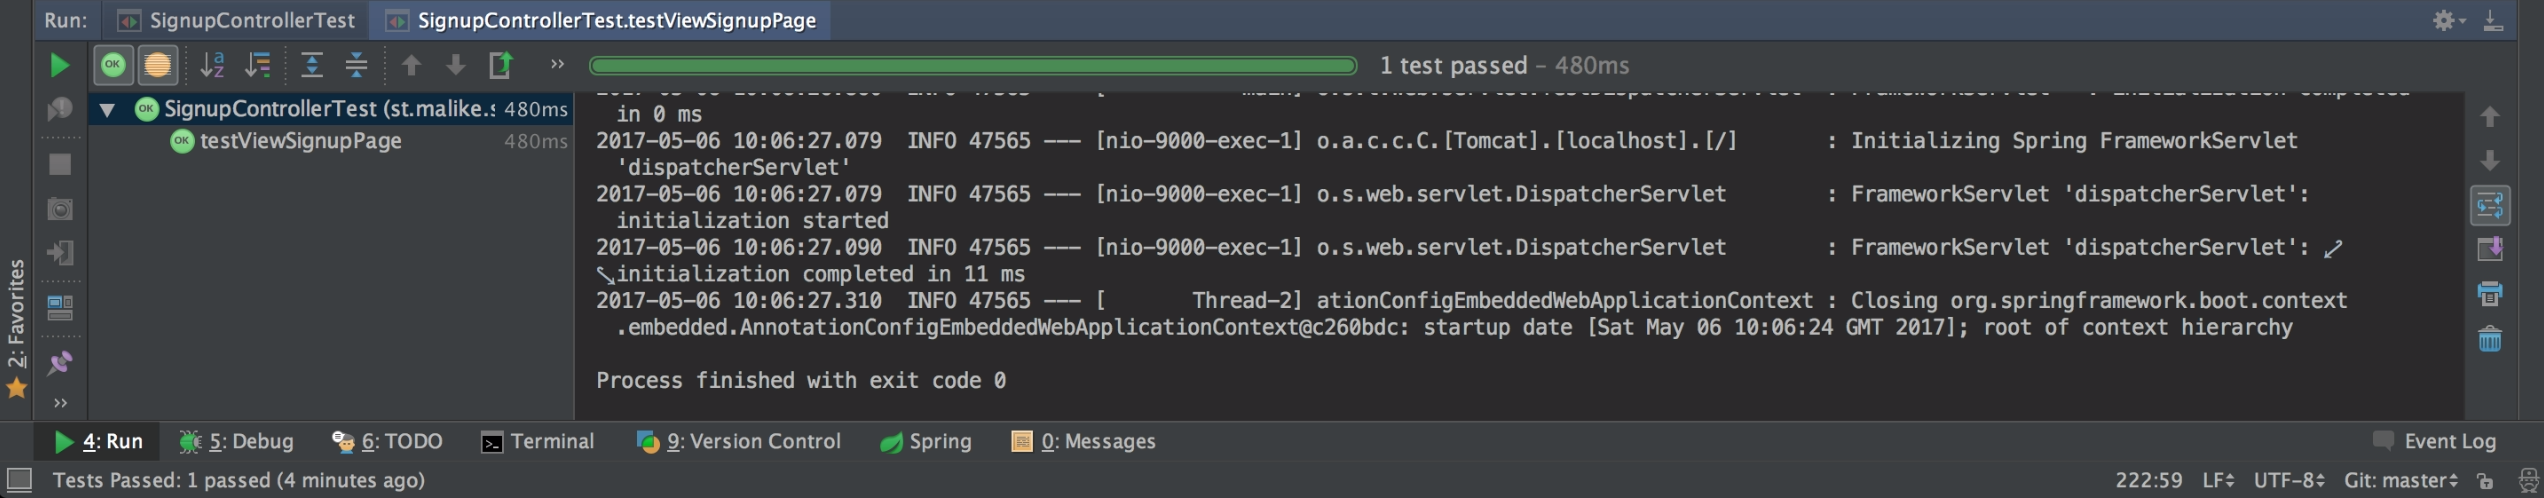 Run: SignupControllerTest SignupControllerTest.testViewSignupPage
1 test passed – 480ms
SignupControllerTest (st.malike.s 480ms
testViewSignupPage 480ms
in 0 ms
2017-05-06 10:06:27.079 INFO 47565 --- [nio-9000-exec-1] o.a.c.c.C.[Tomcat].[localhost].[/] : Initializing Spring FrameworkServlet
'dispatcherServlet'
2017-05-06 10:06:27.079 INFO 47565 --- [nio-9000-exec-1] o.s.web.servlet.DispatcherServlet : FrameworkServlet 'dispatcherServlet':
initialization started
2017-05-06 10:06:27.090 INFO 47565 --- [nio-9000-exec-1] o.s.web.servlet.DispatcherServlet : FrameworkServlet 'dispatcherServlet':
initialization completed in 11 ms
2017-05-06 10:06:27.310 INFO 47565 --- [ Thread-2] ationConfigEmbeddedWebApplicationContext : Closing org.springframework.boot.context
.embedded.AnnotationConfigEmbeddedWebApplicationContext@c260bdc: startup date [Sat May 06 10:06:24 GMT 2017]; root of context hierarchy
Process finished with exit code 0
2: Favorites
4: Run 5: Debug 6: TODO Terminal 9: Version Control Spring 0: Messages Event Log
Tests Passed: 1 passed (4 minutes ago) 222:59 LF UTF-8 Git: master